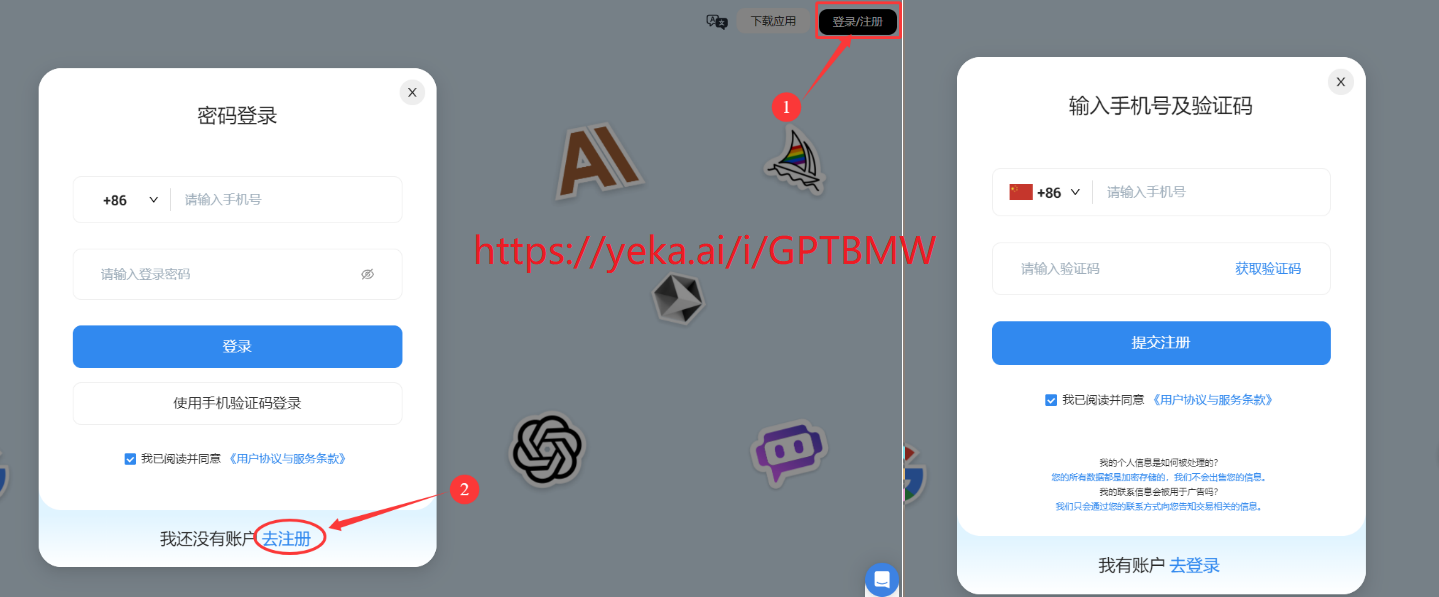 下载应用
登录/注册
1
X
密码登录
+86
请输入手机号
请输入登录密码
登录
使用手机验证码登录
我已阅读并同意 《用户协议与服务条款》
2
我还没有账户 去注册
AI
https://yeka.ai/i/GPTBMW
X
输入手机号及验证码
+86
请输入手机号
请输入验证码
获取验证码
提交注册
我已阅读并同意 《用户协议与服务条款》
我的个人信息是如何被处理的?
您的所有数据都是加密存储的，我们不会出售您的信息。
我的联系信息会被用于广告吗?
我们只会通过您的联系方式向您告知交易相关的信息。
我有账户 去登录